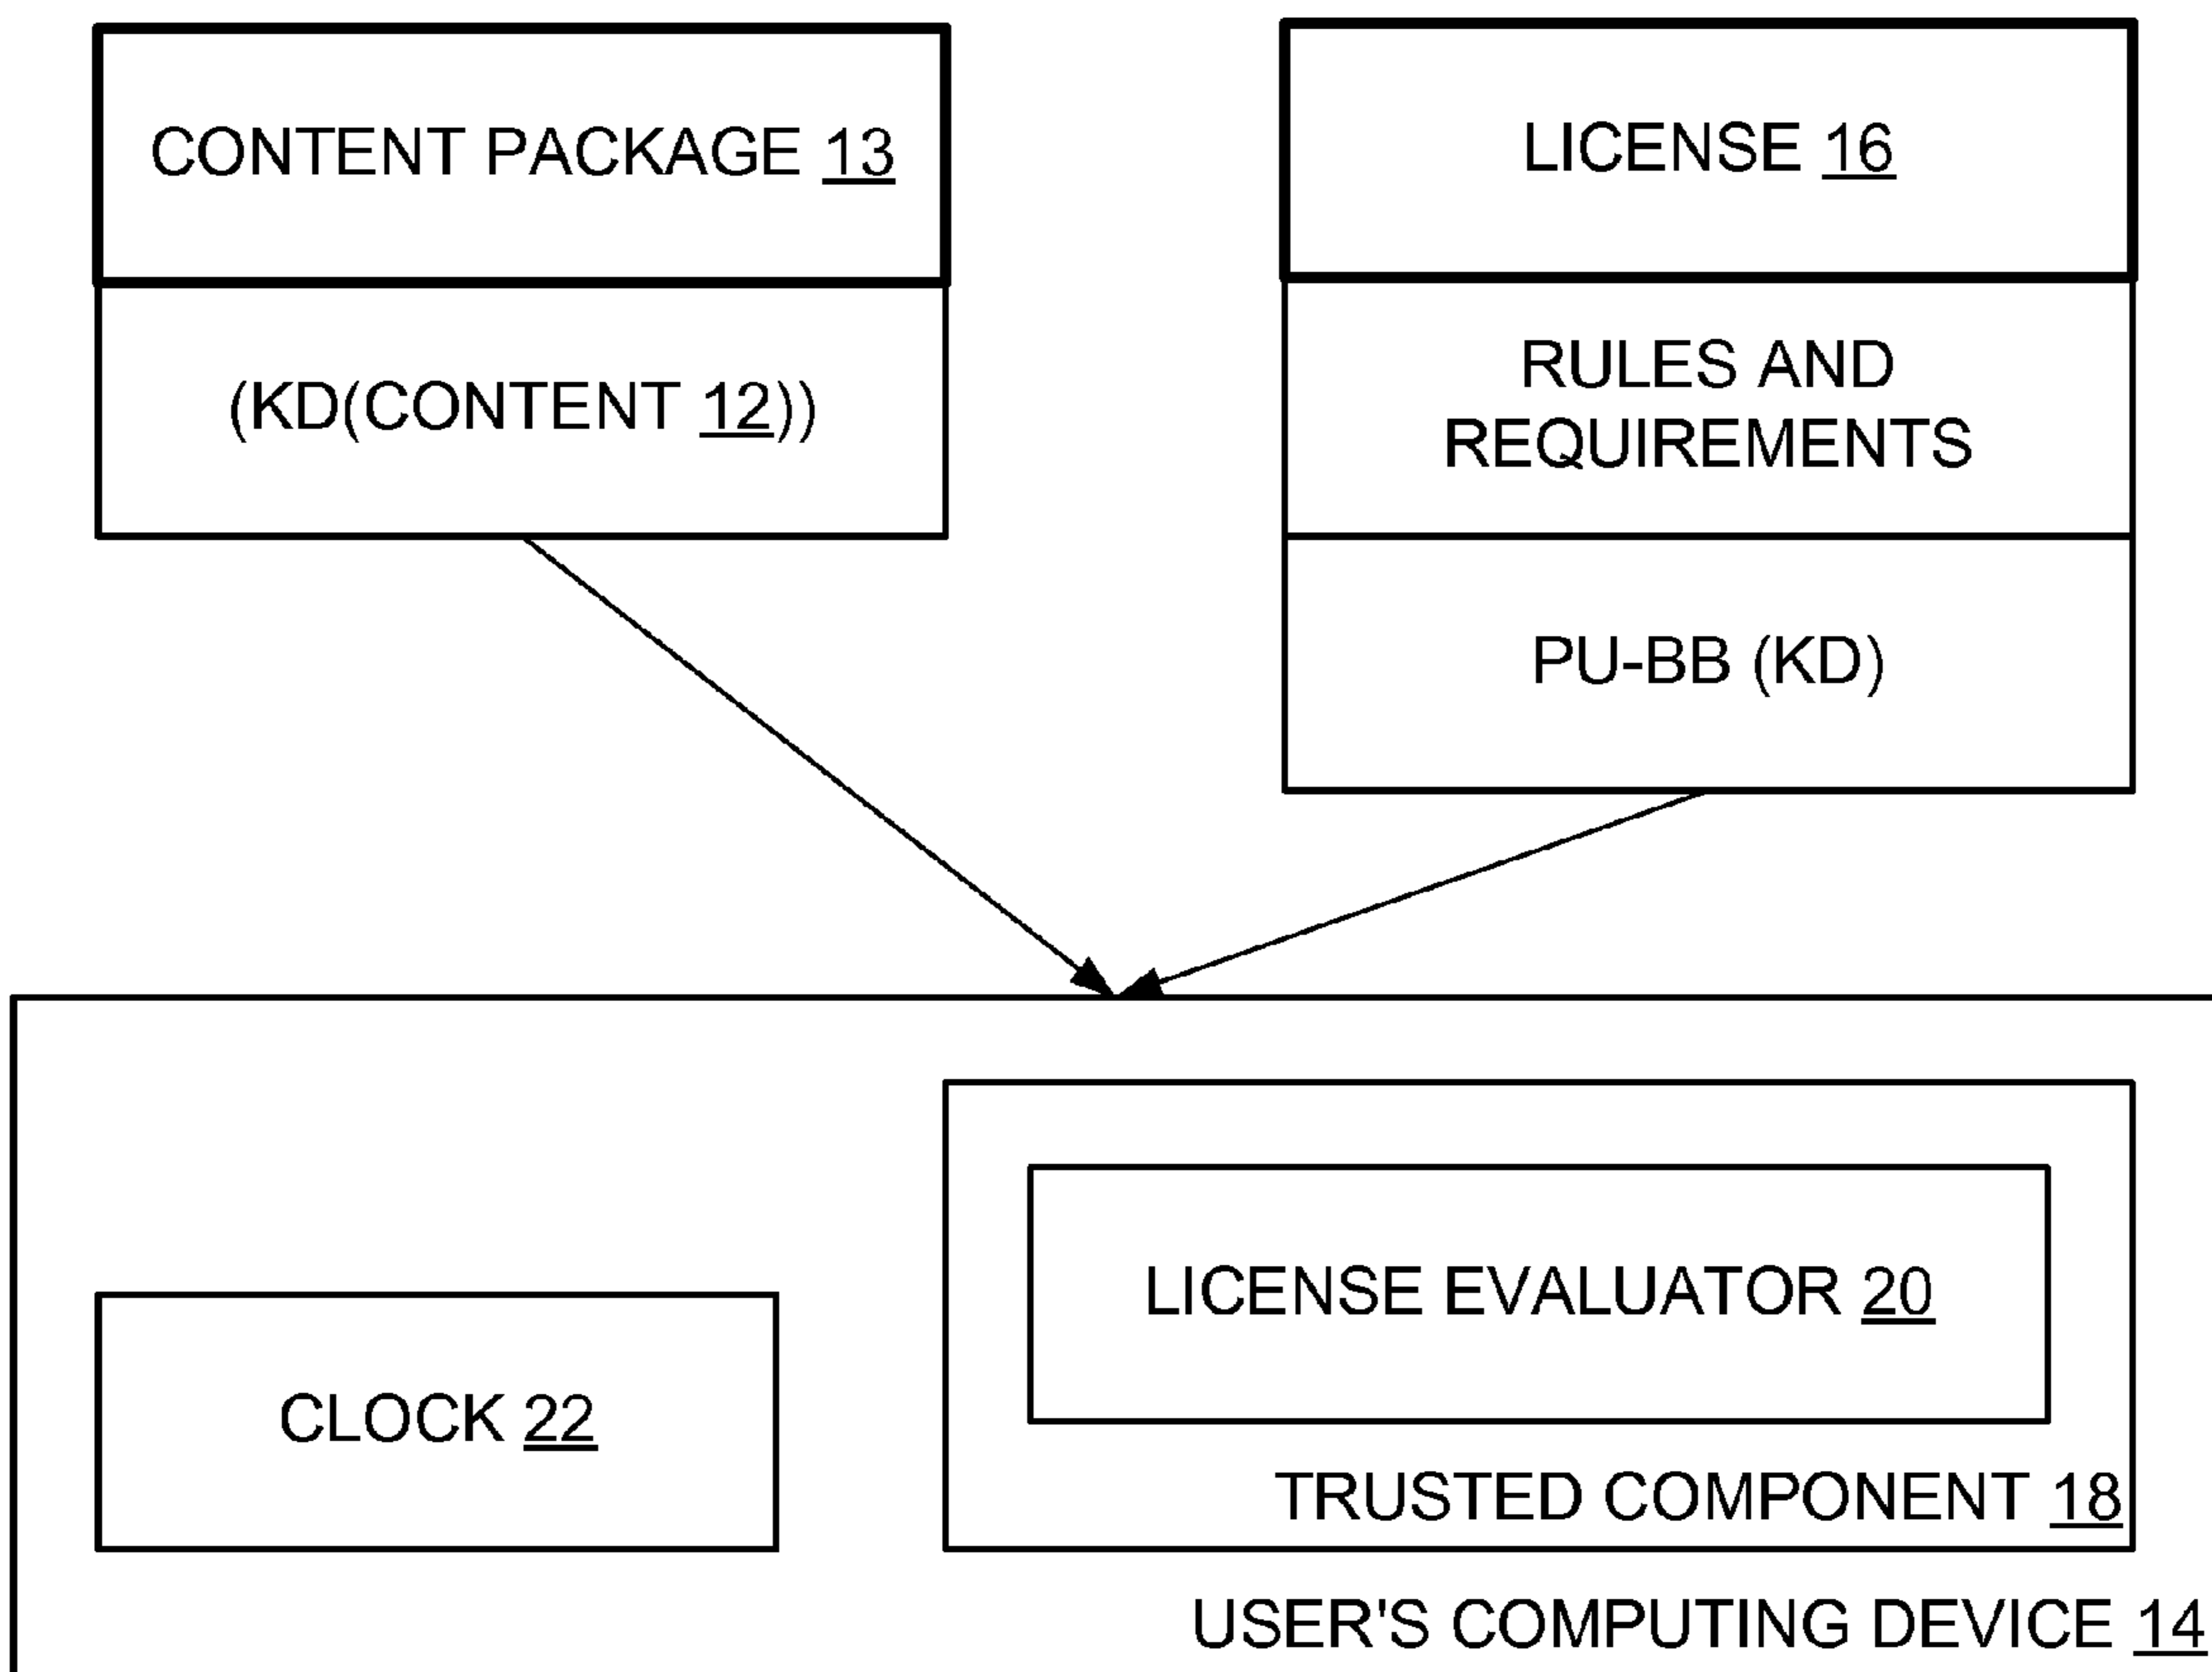 CONTENT PACKAGE 13
(KD(CONTENT 12))
LICENSE 16
RULES AND
REQUIREMENTS
PU-BB (KD)
LICENSE EVALUATOR 20
TRUSTED COMPONENT 18
CLOCK 22
USER'S COMPUTING DEVICE 14